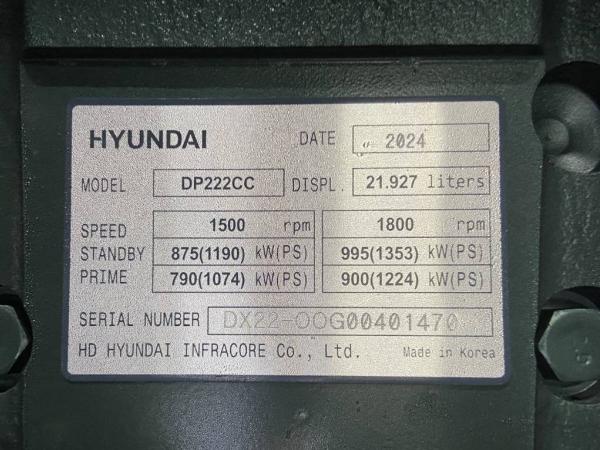 HYUNDAI DATE 2024
MODEL DP222CC DISPL. 21.927 liters
SPEED 1500 rpm 1800 rpm
STANDBY 875(1190) kW(PS) 995(1353) kW(PS)
PRIME 790(1074) kW(PS) 900(1224) kW(PS)
SERIAL NUMBER DX22-OOG00401470
HD HYUNDAI INFRACORE Co., Ltd. Made in Korea